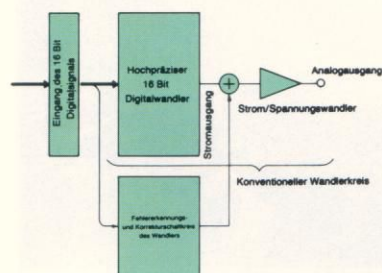 Eingang des 16 Bit
Digitalsignals
Hochpräziser
16 Bit
Digitalwandler
Stromausgang
+
Analogausgang
Strom/Spannungswandler
Konventioneller Wandlerkreis
Fehlererkennungs-
und Korrekturschaltkreis
des Wandlers